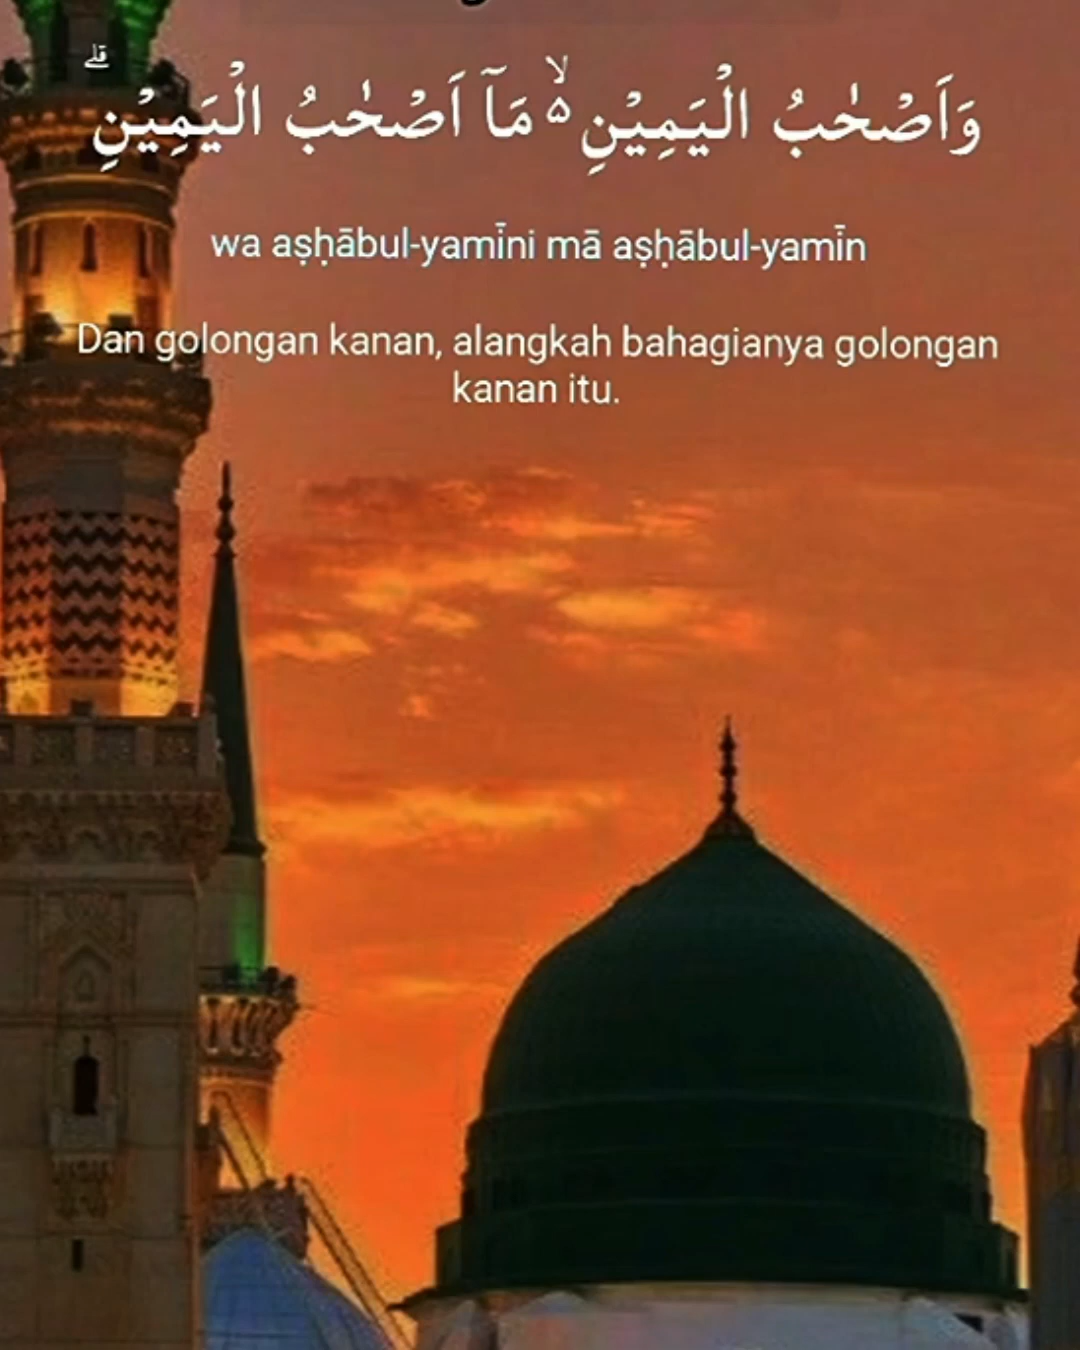 وَاَصْحٰبُ الْيَمِيْنِ ەۙ مَآ اَصْحٰبُ الْيَمِيْنِۗ
wa aṣḥābul-yamīni mā aṣḥābul-yamīn
Dan golongan kanan, alangkah bahagianya golongan
kanan itu.